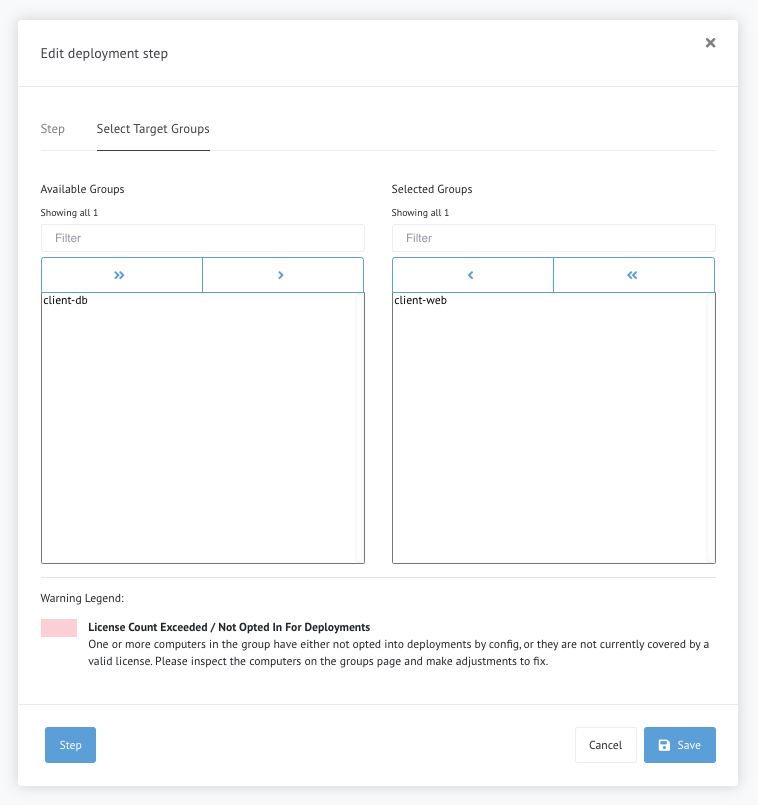 Edit deployment step
Step
Select Target Groups
Available Groups
Showing all 1
Filter
client-db
Selected Groups
Showing all 1
Filter
client-web
Warning Legend:
License Count Exceeded / Not Opted In For Deployments
One or more computers in the group have either not opted into deployments by config, or they are not currently covered by a
valid license. Please inspect the computers on the groups page and make adjustments to fix.
Step
Cancel
Save